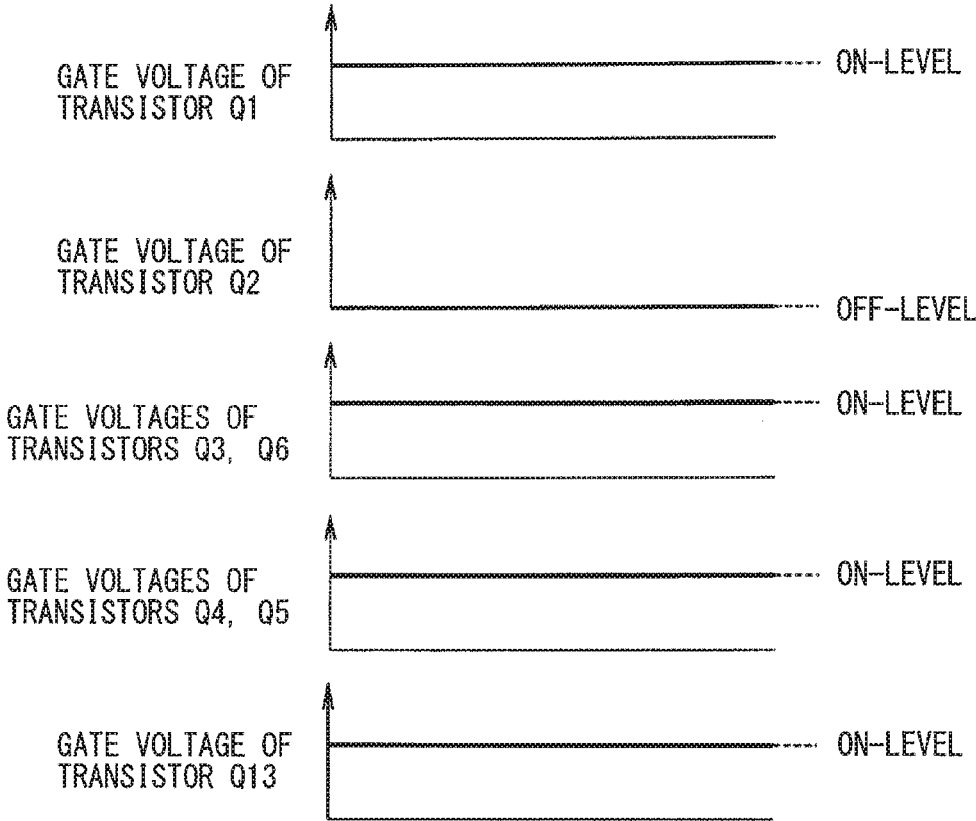 GATE VOLTAGE OF
TRANSISTOR Q1
ON-LEVEL
GATE VOLTAGE OF
TRANSISTOR Q2
OFF-LEVEL
GATE VOLTAGES OF
TRANSISTORS Q3, Q6
ON-LEVEL
GATE VOLTAGES OF
TRANSISTORS Q4, Q5
ON-LEVEL
GATE VOLTAGE OF
TRANSISTOR Q13
ON-LEVEL